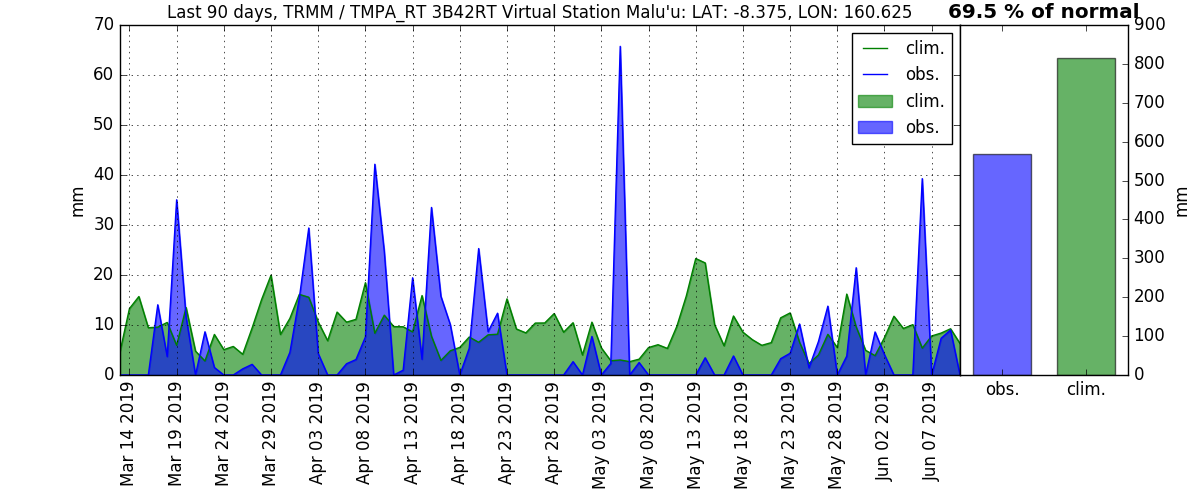 Last 90 days, TRMM / TMPA_RT 3B42RT Virtual Station Malu'u: LAT: -8.375, LON: 160.625
69.5 % of normal
70
60
50
40
30
20
10
0
mm
clim.
obs.
clim.
obs.
900
800
700
600
500
400
300
200
100
0
mm
obs.
clim.
Mar 14 2019
Mar 19 2019
Mar 24 2019
Mar 29 2019
Apr 03 2019
Apr 08 2019
Apr 13 2019
Apr 18 2019
Apr 23 2019
Apr 28 2019
May 03 2019
May 08 2019
May 13 2019
May 18 2019
May 23 2019
May 28 2019
Jun 02 2019
Jun 07 2019